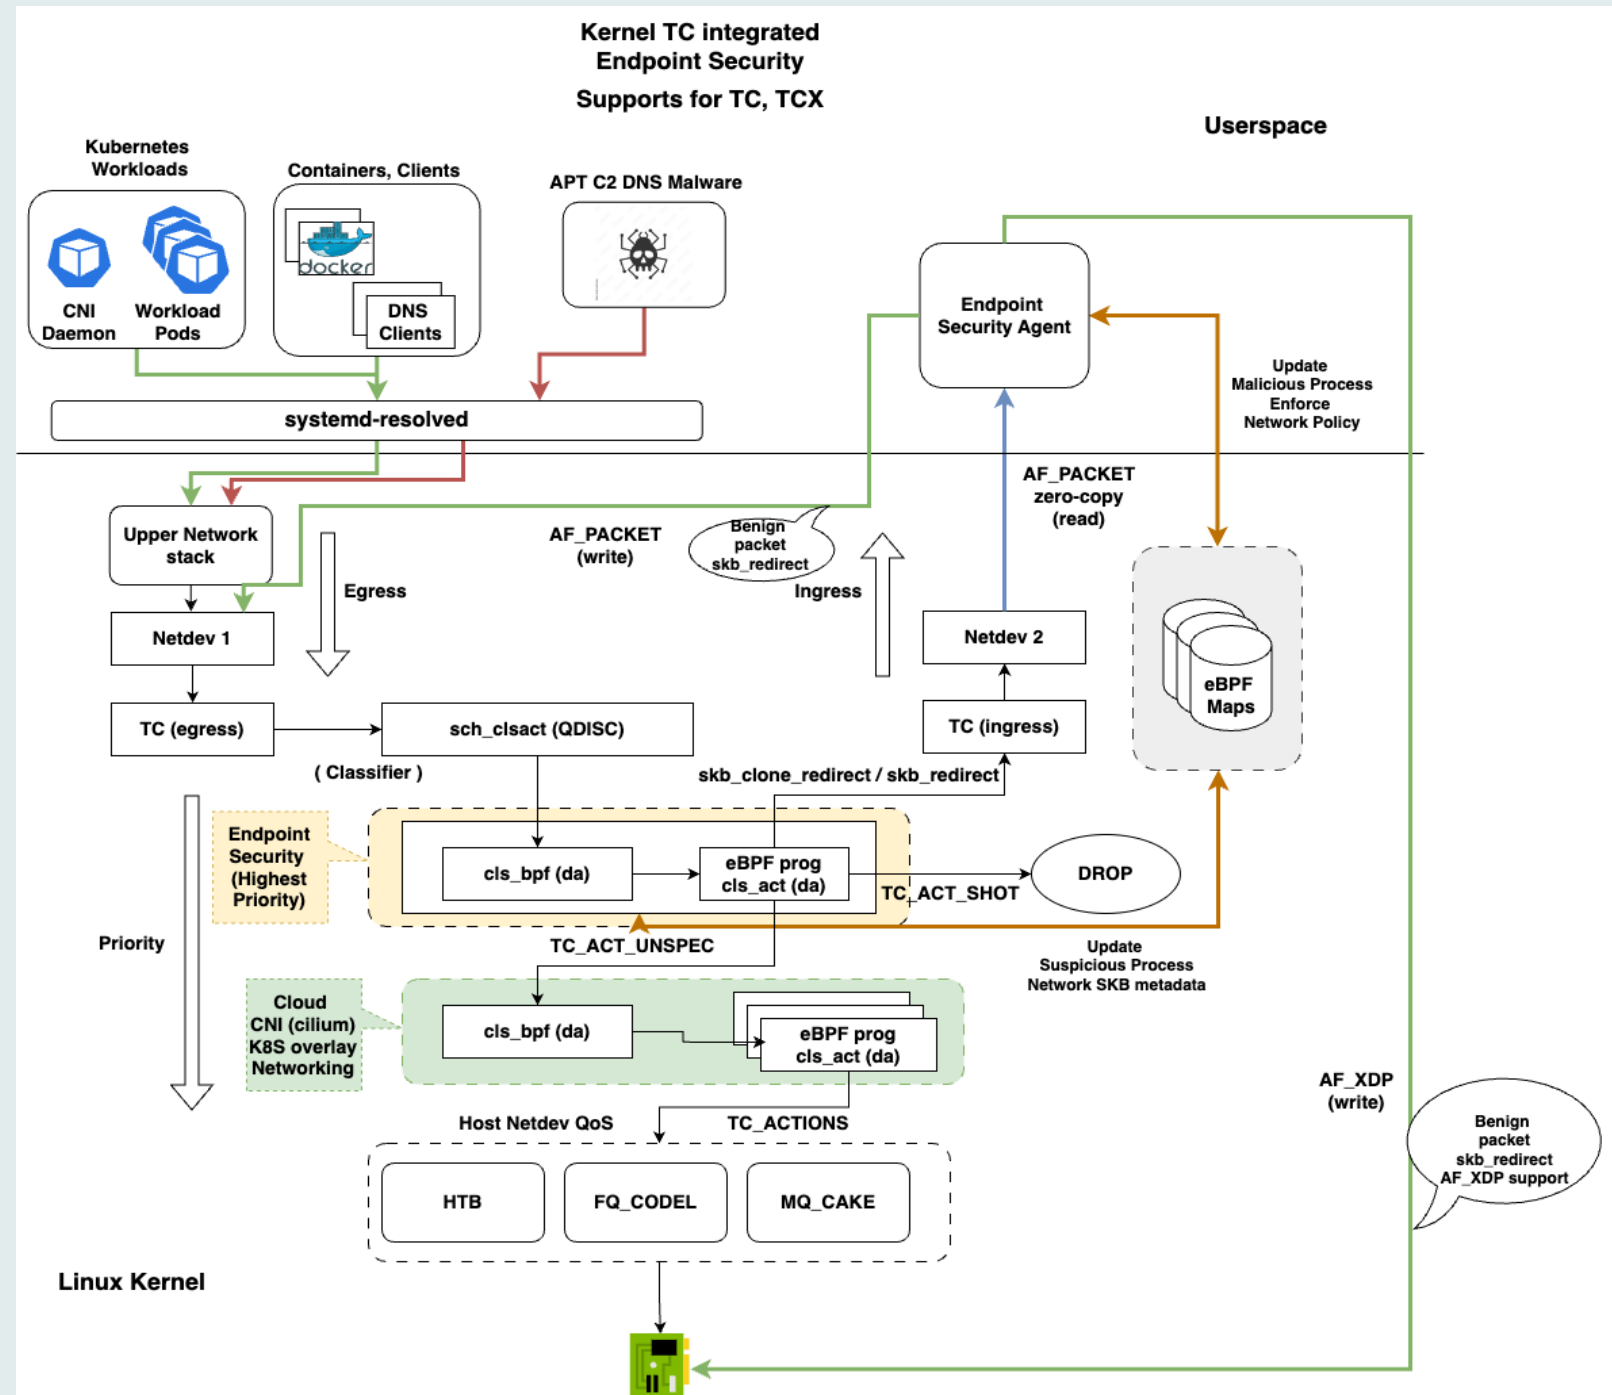 Kernel TC integrated
Endpoint Security
Supports for TC, TCX
Userspace
Kubernetes
Workloads
Containers, Clients
APT C2 DNS Malware
docker
CNI
Daemon
Workload
Pods
DNS
Clients
Endpoint
Security Agent
Update
Malicious Process
Enforce
Network Policy
systemd-resolved
AF_PACKET
zero-copy
(read)
Upper Network
stack
AF_PACKET
(write)
Benign
packet
skb_redirect
Egress
Ingress
Netdev 1
Netdev 2
eBPF
Maps
TC (egress)
sch_clsact (QDISC)
TC (ingress)
( Classifier )
skb_clone_redirect / skb_redirect
Endpoint
Security
(Highest
Priority)
cls_bpf (da)
eBPF prog
cls_act (da)
TC_ACT_SHOT
DROP
Priority
TC_ACT_UNSPEC
Update
Suspicious Process
Network SKB metadata
Cloud
CNI (cilium)
K8S overlay
Networking
cls_bpf (da)
eBPF prog
cls_act (da)
AF_XDP
(write)
Host Netdev QoS
TC_ACTIONS
Benign
packet
skb_redirect
AF_XDP support
HTB
FQ_CODEL
MQ_CAKE
Linux Kernel